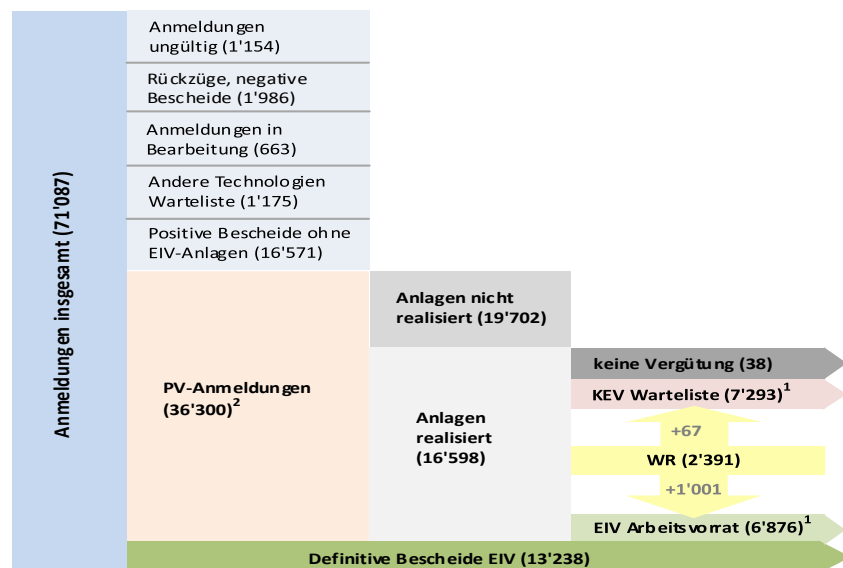 Anmeldungen insgesamt (71'087)
Anmeldungen
ungültig (1'154)
Rückzüge, negative
Bescheide (1'986)
Anmeldungen in
Bearbeitung (663)
Andere Technologien
Warteliste (1'175)
Positive Bescheide ohne
EIV-Anlagen (16'571)
PV-Anmeldungen
(36'300)²
Anlagen nicht
realisiert (19'702)
Anlagen
realisiert
(16'598)
keine Vergütung (38)
KEV Warteliste (7'293)¹
+67
WR (2'391)
+1'001
EIV Arbeitsvorrat (6'876)¹
Definitive Bescheide EIV (13'238)